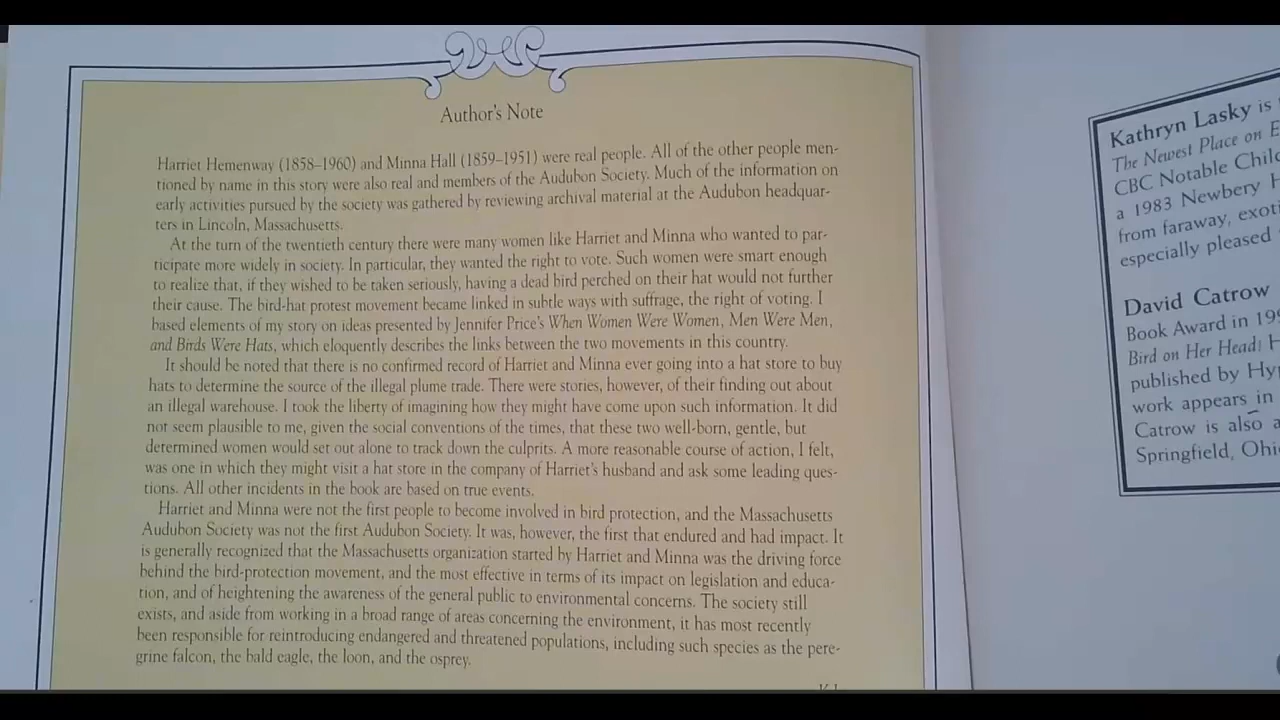 Author's Note
Harriet Hemenway (1858–1960) and Minna Hall (1859–1951) were real people. All of the other people men-
tioned by name in this story were also real and members of the Audubon Society. Much of the information on
early activities pursued by the society was gathered by reviewing archival material at the Audubon headquar-
ters in Lincoln, Massachusetts.
At the turn of the twentieth century there were many women like Harriet and Minna who wanted to par-
ticipate more widely in society. In particular, they wanted the right to vote. Such women were smart enough
to realize that, if they wished to be taken seriously, having a dead bird perched on their hat would not further
their cause. The bird-hat protest movement became linked in subtle ways with suffrage, the right of voting. I
based elements of my story on ideas presented by Jennifer Price's When Women Were Women, Men Were Men,
and Birds Were Hats, which eloquently describes the links between the two movements in this country.
It should be noted that there is no confirmed record of Harriet and Minna ever going into a hat store to buy
hats to determine the source of the illegal plume trade. There were stories, however, of their finding out about
an illegal warehouse. I took the liberty of imagining how they might have come upon such information. It did
not seem plausible to me, given the social conventions of the times, that these two well-born, gentle, but
determined women would set out alone to track down the culprits. A more reasonable course of action, I felt,
was one in which they might visit a hat store in the company of Harriet's husband and ask some leading ques-
tions. All other incidents in the book are based on true events.
Harriet and Minna were not the first people to become involved in bird protection, and the Massachusetts
Audubon Society was not the first Audubon Society. It was, however, the first that endured and had impact. It
is generally recognized that the Massachusetts organization started by Harriet and Minna was the driving force
behind the bird-protection movement, and the most effective in terms of its impact on legislation and educa-
tion, and of heightening the awareness of the general public to environmental concerns. The society still
exists, and aside from working in a broad range of areas concerning the environment, it has most recently
been responsible for reintroducing endangered and threatened populations, including such species as the pere-
grine falcon, the bald eagle, the loon, and the osprey.
Kathryn Lasky is
The Newest Place on
CBC Notable
a 1983 Newbery
from faraway,
especially pleased
David Catrow
Book Award in
Bird on Her Head!
published by
work appears in
Catrow is also a
Springfield,